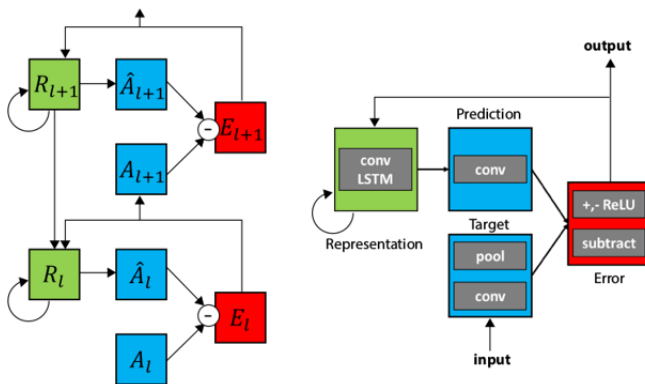 R_{l+1}
Â_{l+1}
E_{l+1}
-
A_{l+1}
R_l
Â_l
-
E_l
A_l
output
Prediction
conv
LSTM
conv
+,- ReLU
Representation
Target
subtract
pool
Error
conv
input